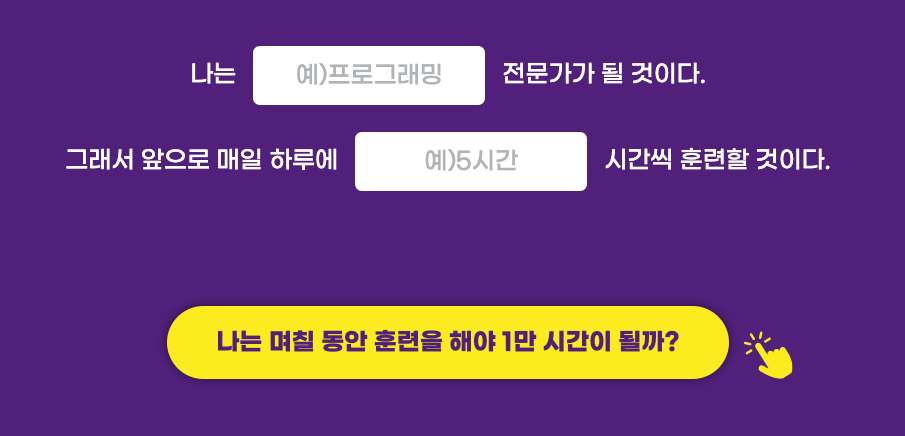 나는 예)프로그래밍 전문가가 될 것이다.
그래서 앞으로 매일 하루에 예)5시간 시간씩 훈련할 것이다.
나는 며칠 동안 훈련을 해야 1만 시간이 될까?